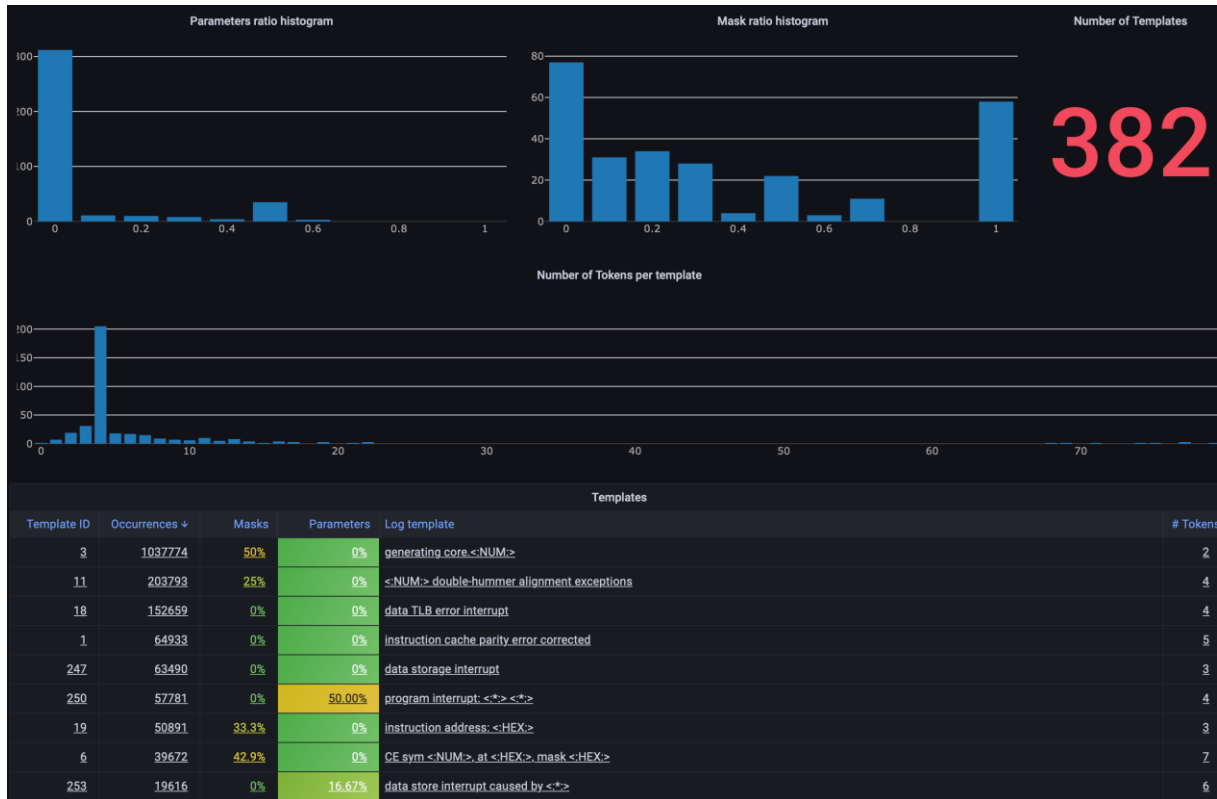 Parameters ratio histogram
Mask ratio histogram
Number of Templates
300
200
100
0
0 0.2 0.4 0.6 0.8 1
80
60
40
20
0
0 0.2 0.4 0.6 0.8 1
382
Number of Tokens per template
200
150
100
50
0
0 10 20 30 40 50 60 70
Templates
Template ID Occurrences ↓ Masks Parameters Log template # Tokens
3 1037774 50% 0% generating core.<:NUM:> 2
11 203793 25% 0% <:NUM:> double-hummer alignment exceptions 4
18 152659 0% 0% data TLB error interrupt 4
1 64933 0% 0% instruction cache parity error corrected 5
247 63490 0% 0% data storage interrupt 3
250 57781 0% 50.00% program interrupt: <:*:> <:*:> 4
19 50891 33.3% 0% instruction address: <:HEX:> 3
6 39672 42.9% 0% CE sym <:NUM:>, at <:HEX:>, mask <:HEX:> 7
253 19616 0% 16.67% data store interrupt caused by <:*:> 6